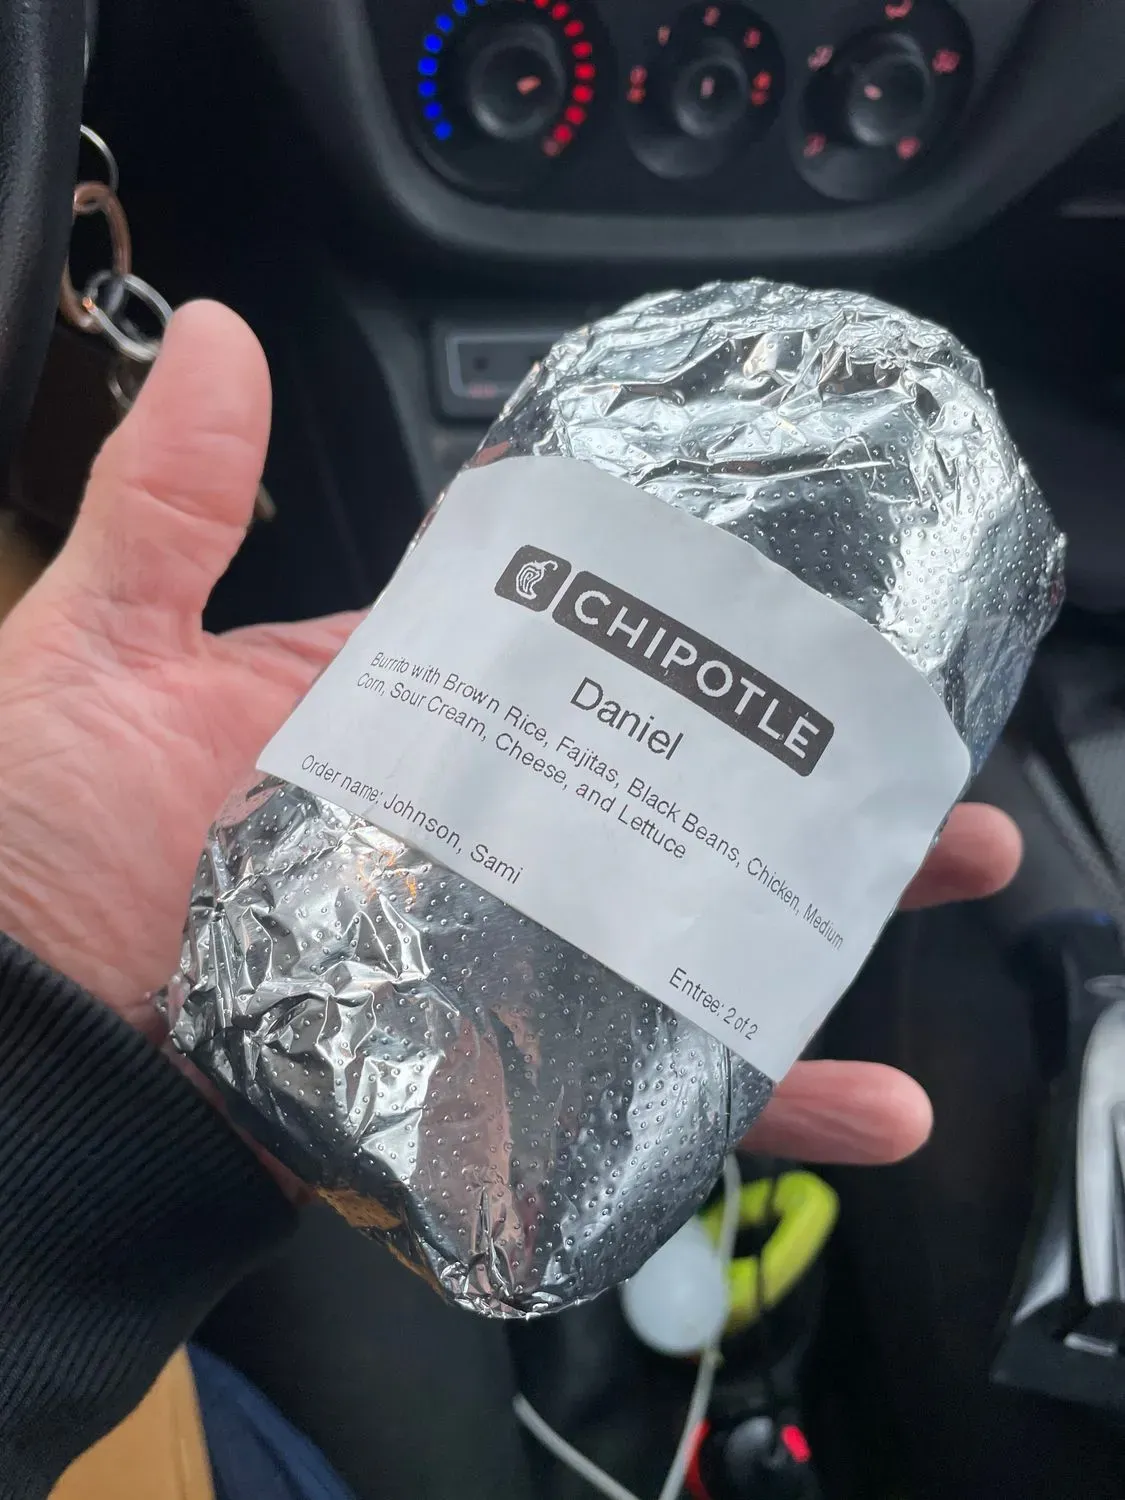 CHIPOTLE
Daniel
Burrito with Brown Rice, Fajitas, Black Beans, Chicken, Medium
Corn, Sour Cream, Cheese, and Lettuce
Order name: Johnson, Sami
Entree: 2 of 2